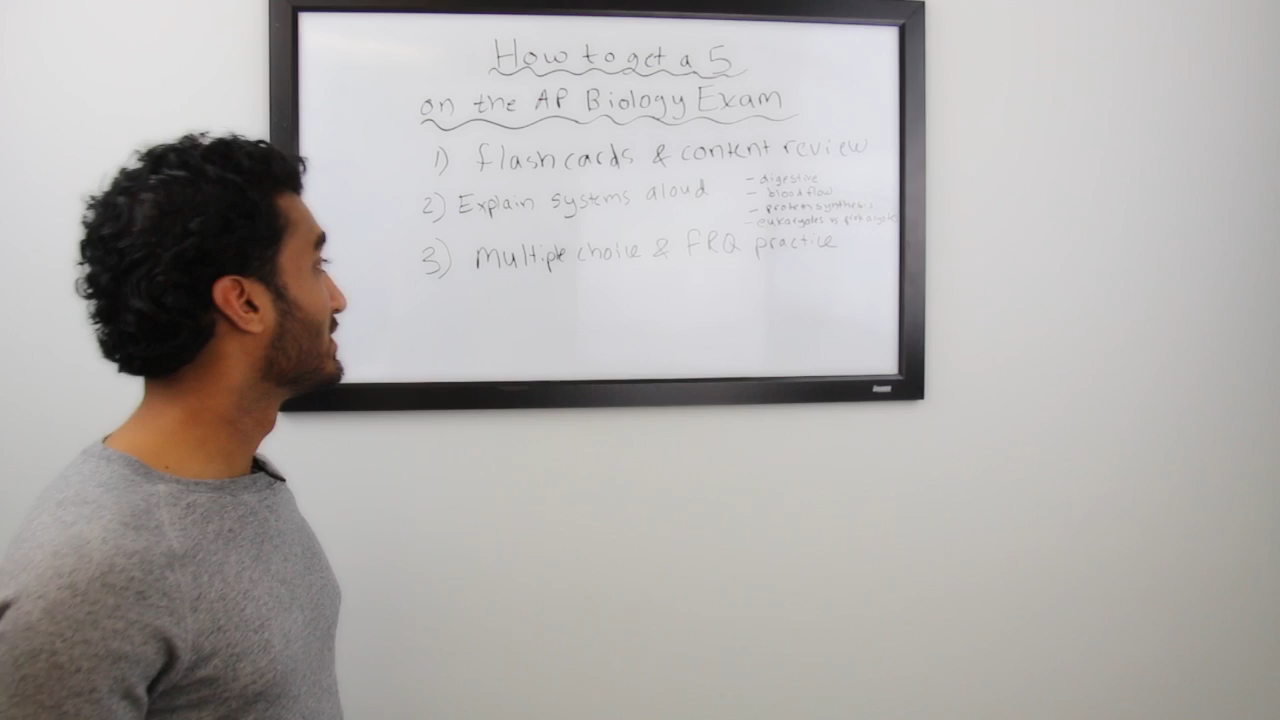 How to get a 5
on the AP Biology Exam
1) flashcards & content review
2) Explain systems aloud
- digestive
- blood flow
- protein synthesis
- eukaryotes vs prokaryotes
3) multiple choice & FRQ practice